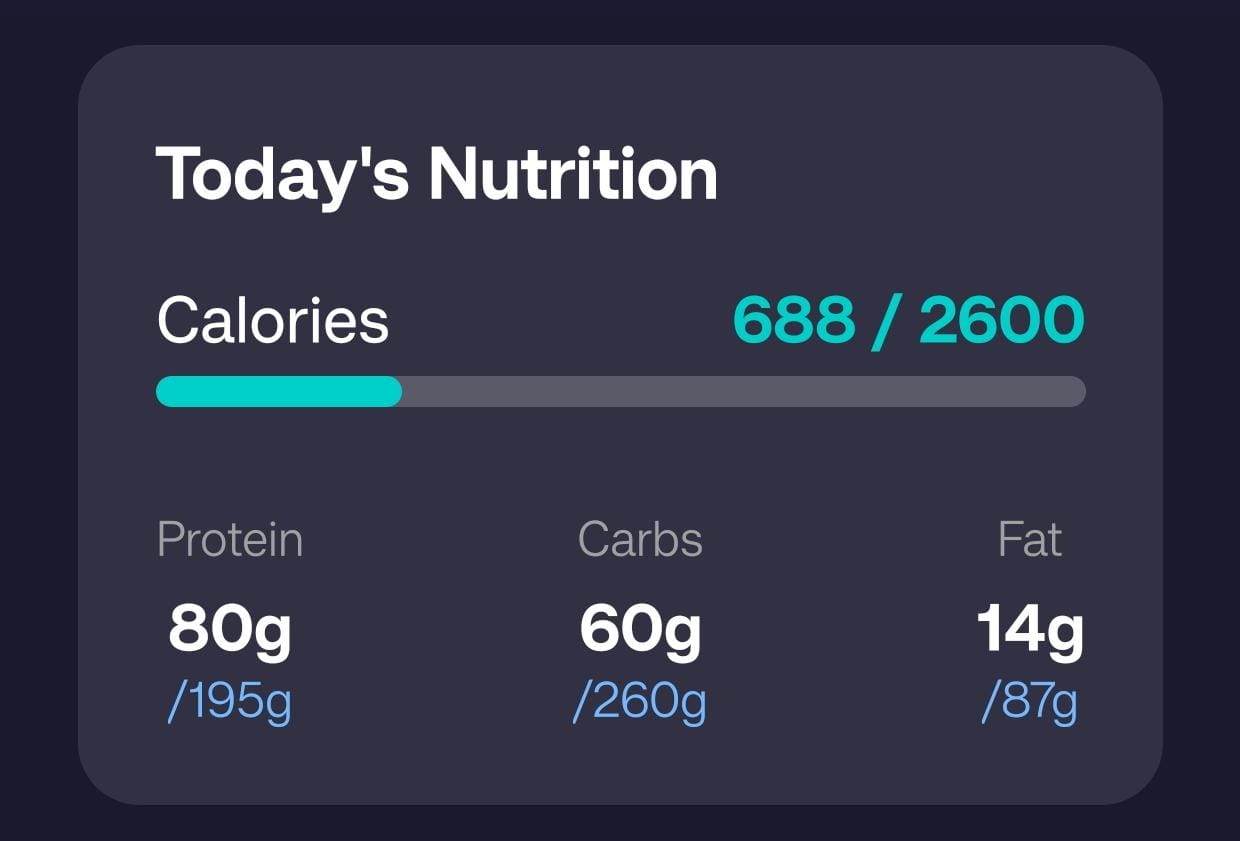 Today's Nutrition
Calories 688 / 2600
Protein Carbs Fat
80g 60g 14g
/195g /260g /87g